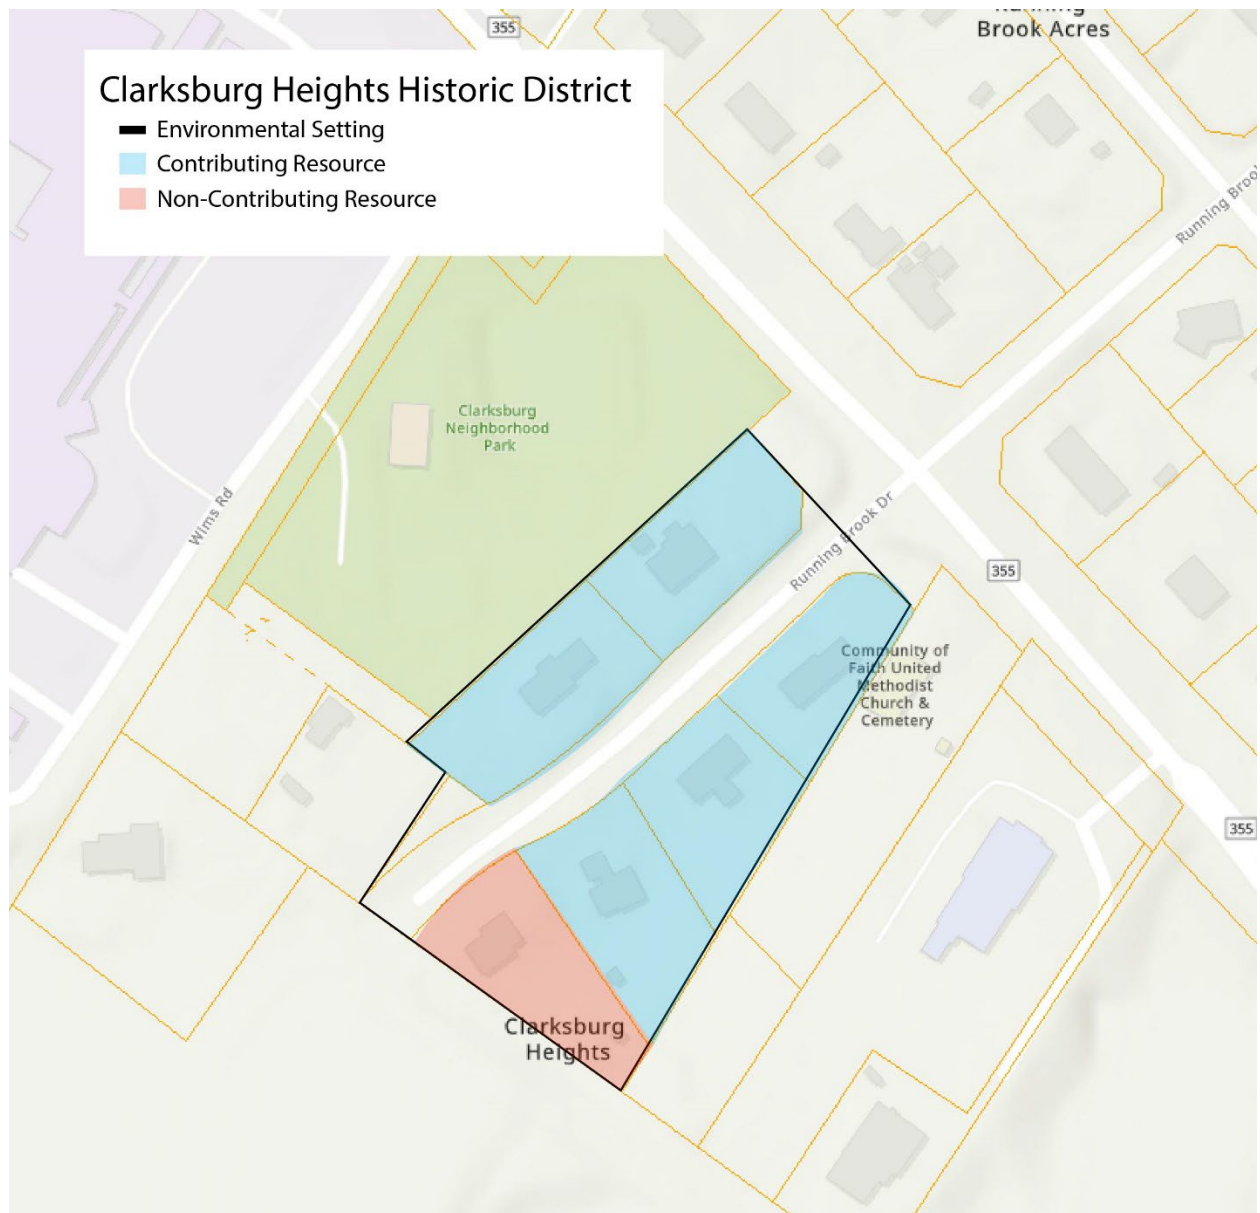 355
Running
Brook Acres
Clarksburg Heights Historic District
Environmental Setting
Contributing Resource
Non-Contributing Resource
Running Brook
Clarksburg
Neighborhood
Park
Wims Rd
Running Brook Dr
355
Community of
Faith United
Methodist
Church &
Cemetery
355
Clarksburg
Heights